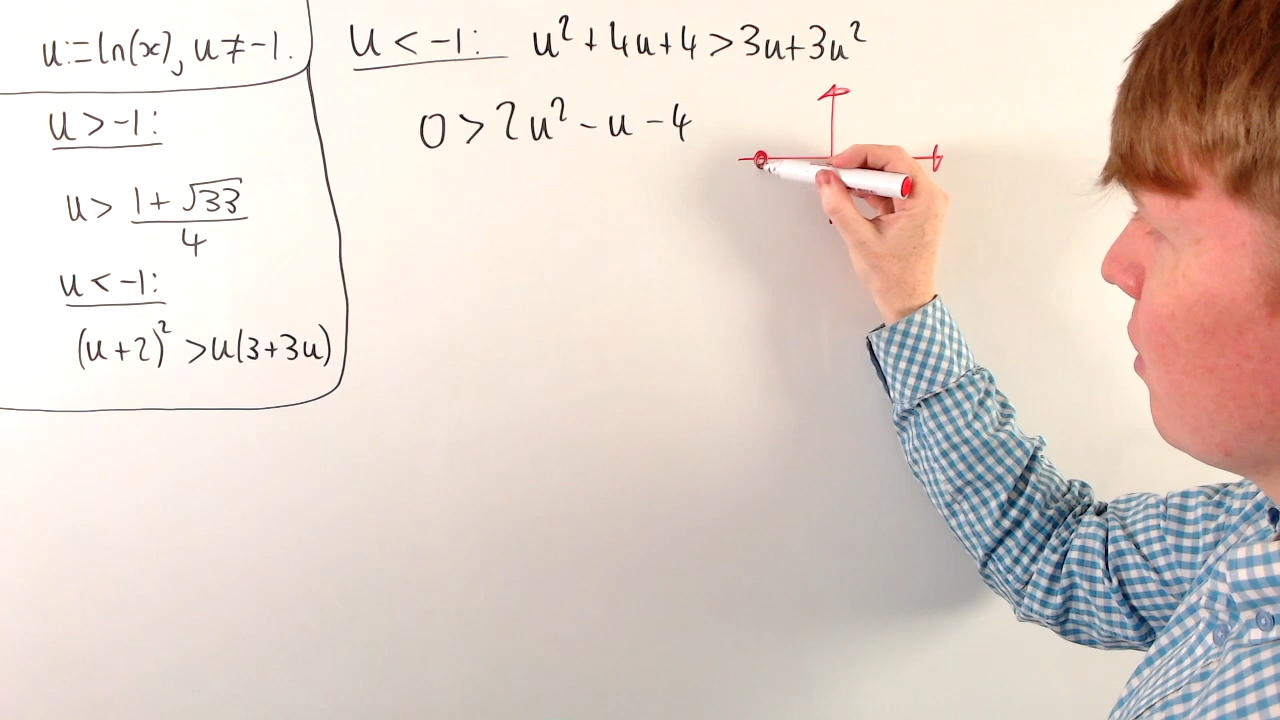 u:=ln(x), u≠-1.
u>-1:
u> (1+√33)/4
u<-1:
(u+2)²>u(3+3u)
u<-1: u²+4u+4>3u+3u²
0>2u²-u-4